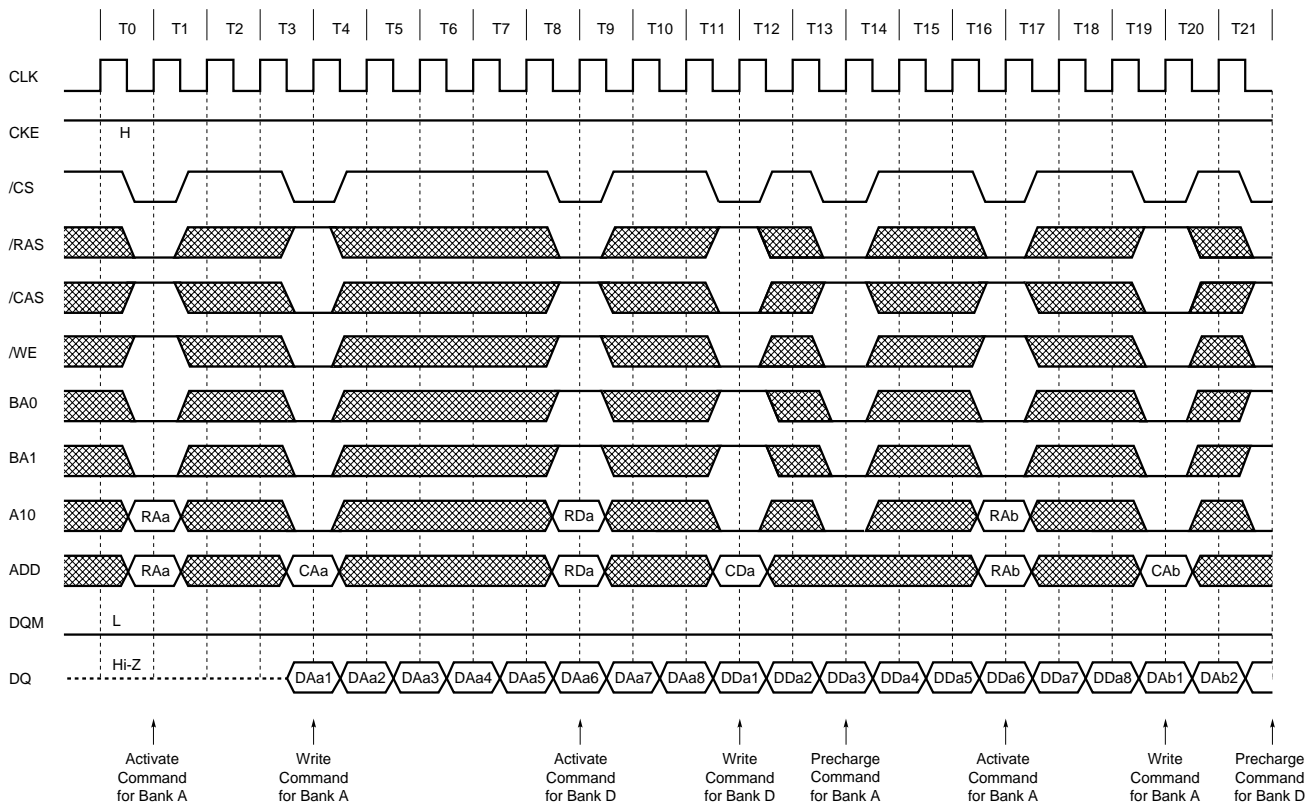 T0 T1 T2 T3 T4 T5 T6 T7 T8 T9 T10 T11 T12 T13 T14 T15 T16 T17 T18 T19 T20 T21
CLK
CKE H
/CS
/RAS
/CAS
/WE
BA0
BA1
A10 RAa RDa RAb
ADD RAa CAa RDa CDa RAb CAb
DQM L
DQ Hi-Z DAa1 DAa2 DAa3 DAa4 DAa5 DAa6 DAa7 DAa8 DDa1 DDa2 DDa3 DDa4 DDa5 DDa6 DDa7 DDa8 DAb1 DAb2
Activate
Command
for Bank A
Write
Command
for Bank A
Activate
Command
for Bank D
Write
Command
for Bank D
Precharge
Command
for Bank A
Activate
Command
for Bank A
Write
Command
for Bank A
Precharge
Command
for Bank D